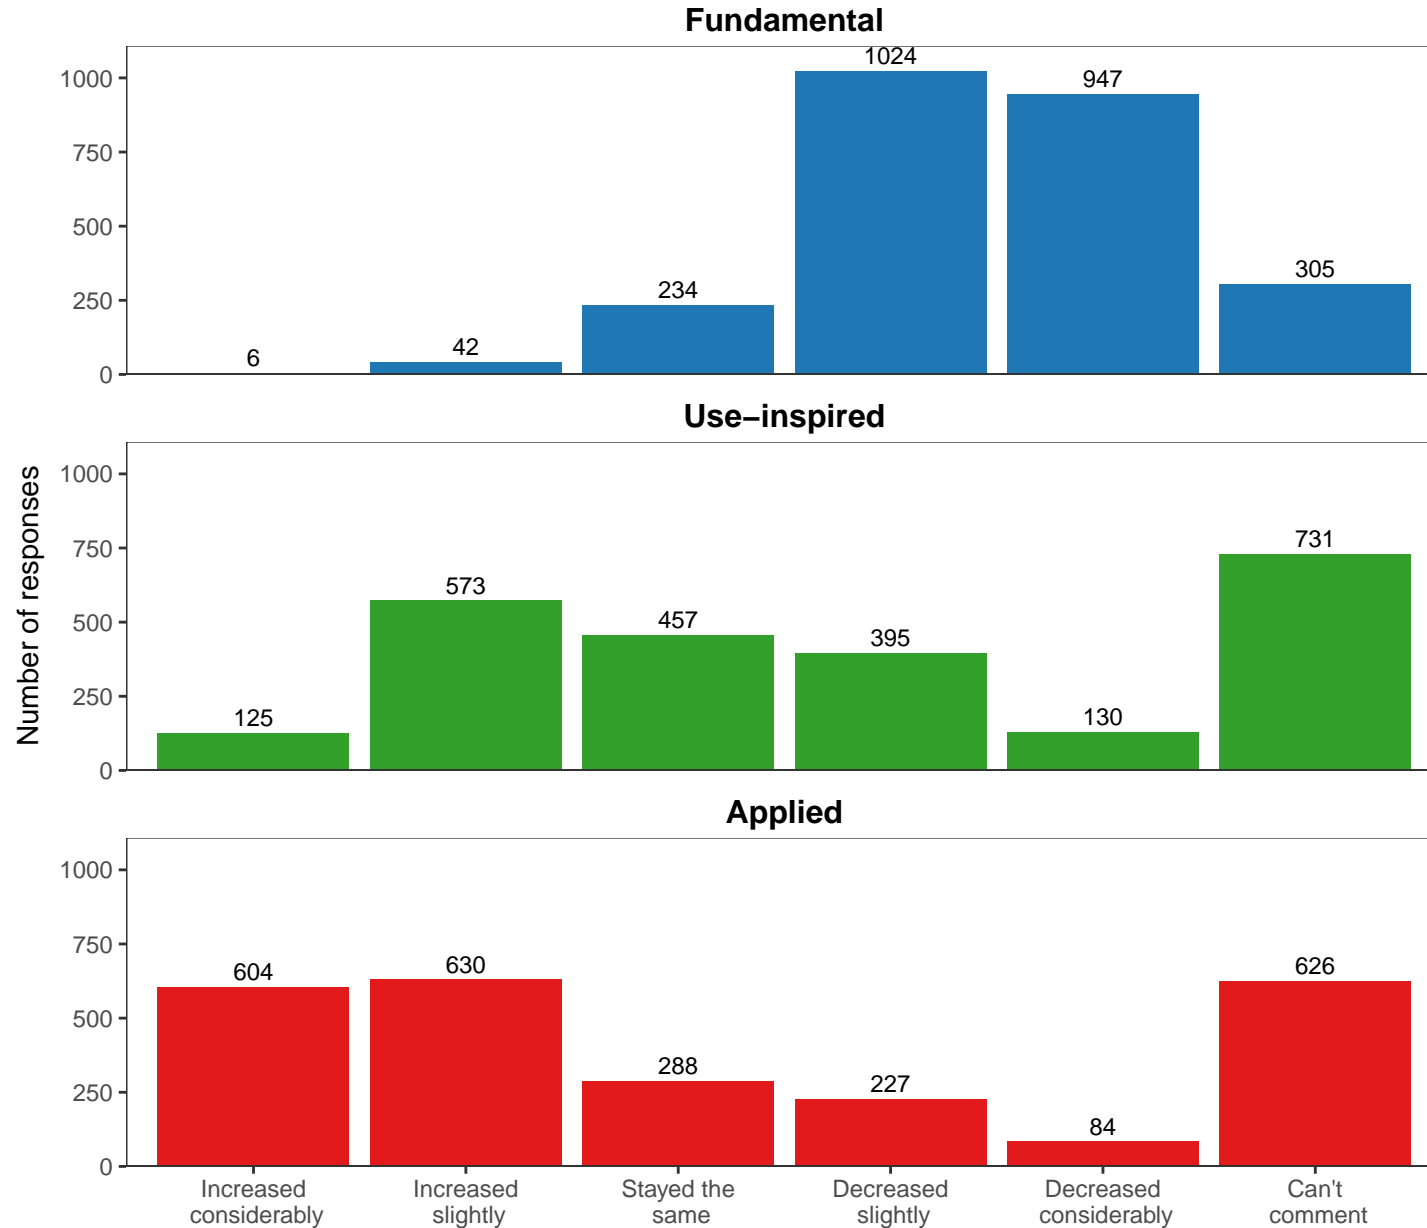 Fundamental
1000
750
500
250
0
6
42
234
1024
947
305
Number of responses
Use−inspired
1000
750
500
250
0
125
573
457
395
130
731
Applied
1000
750
500
250
0
604
630
288
227
84
626
Increased
considerably
Increased
slightly
Stayed the
same
Decreased
slightly
Decreased
considerably
Can't
comment